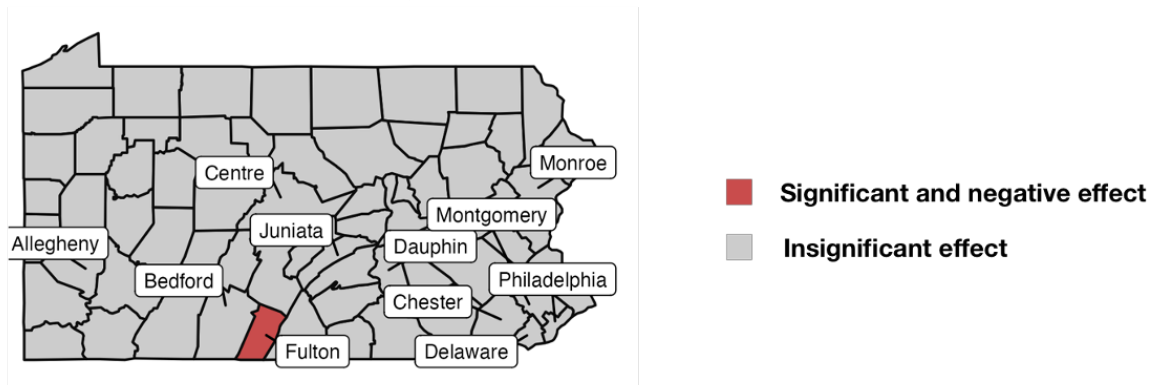 Monroe
Centre
Montgomery
Juniata
Allegheny
Dauphin
Bedford
Philadelphia
Chester
Fulton
Delaware
Significant and negative effect
Insignificant effect